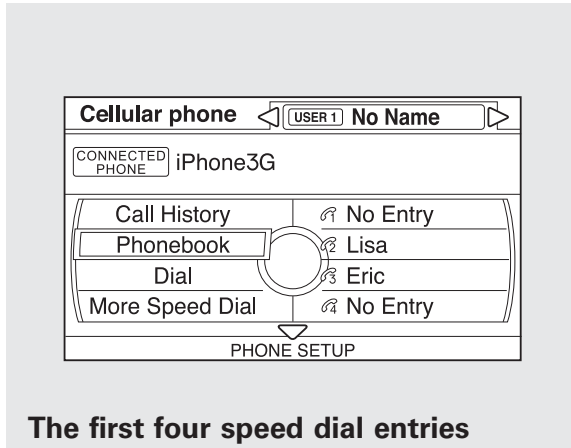 Cellular phone USER 1 No Name
CONNECTED PHONE iPhone3G
Call History 1 No Entry
Phonebook 2 Lisa
Dial 3 Eric
More Speed Dial 4 No Entry
PHONE SETUP
The first four speed dial entries